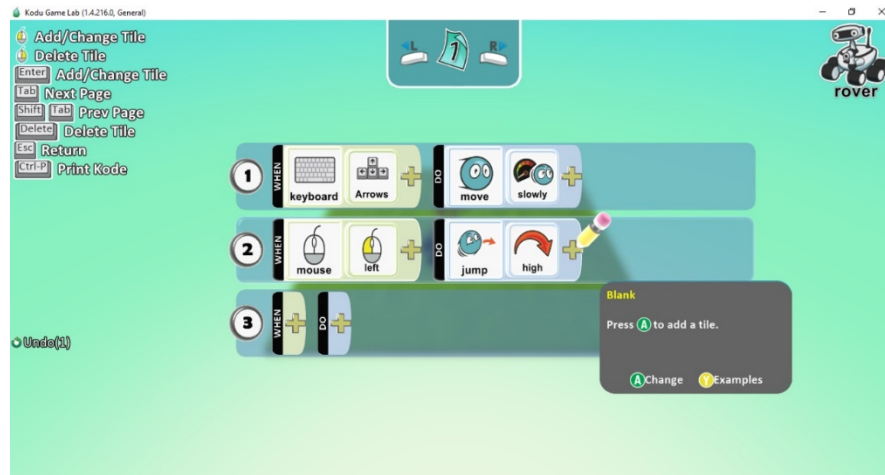 Kodu Game Lab (1.4.216.0, General)
Add/Change Tile
Delete Tile
Enter Add/Change Tile
Tab Next Page
Shift Tab Prev Page
Delete Delete Tile
Esc Return
Ctrl-P Print Kode
L 1 R
rover
1 WHEN keyboard Arrows DO move slowly
2 WHEN mouse left DO jump high
3 WHEN DO
Blank
Press A to add a tile.
A Change Y Examples
Undo(1)